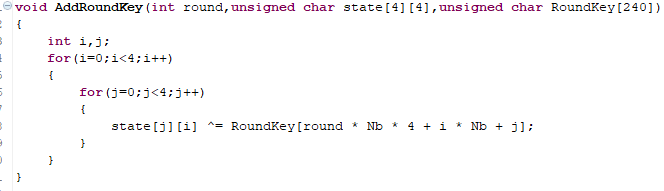 void AddRoundKey(int round,unsigned char state[4][4],unsigned char RoundKey[240])
{
    int i,j;
    for(i=0;i<4;i++)
    {
        for(j=0;j<4;j++)
        {
            state[j][i] ^= RoundKey[round * Nb * 4 + i * Nb + j];
        }
    }
}